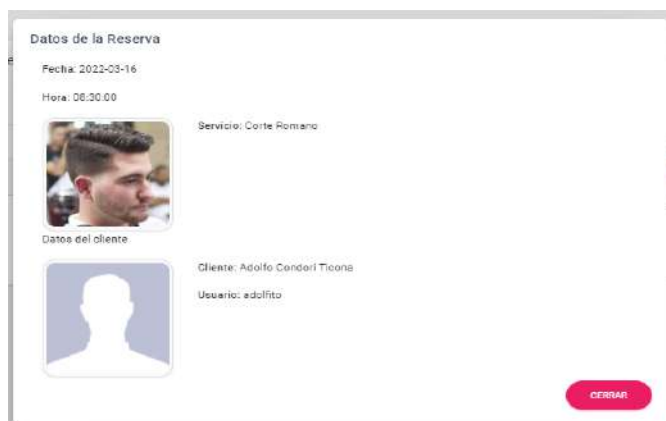 Datos de la Reserva
Fecha: 2022-03-16
Hora: 08:30:00
Servicio: Corte Romano
Datos del cliente
Cliente: Adolfo Condori Ticona
Usuario: adolfito
CERRAR